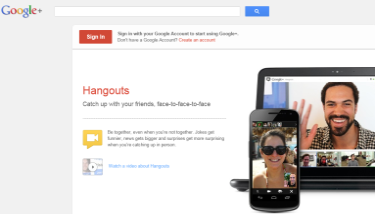 Google+
Sign in
Sign in with your Google Account to start using Google+.
Don't have a Google Account? Create an account
Hangouts
Catch up with your friends, face-to-face-to-face
Be together, even when you're not together. Jokes get
funnier, news gets bigger and surprises get more surprising
when you're catching up in person.
Watch a video about Hangouts